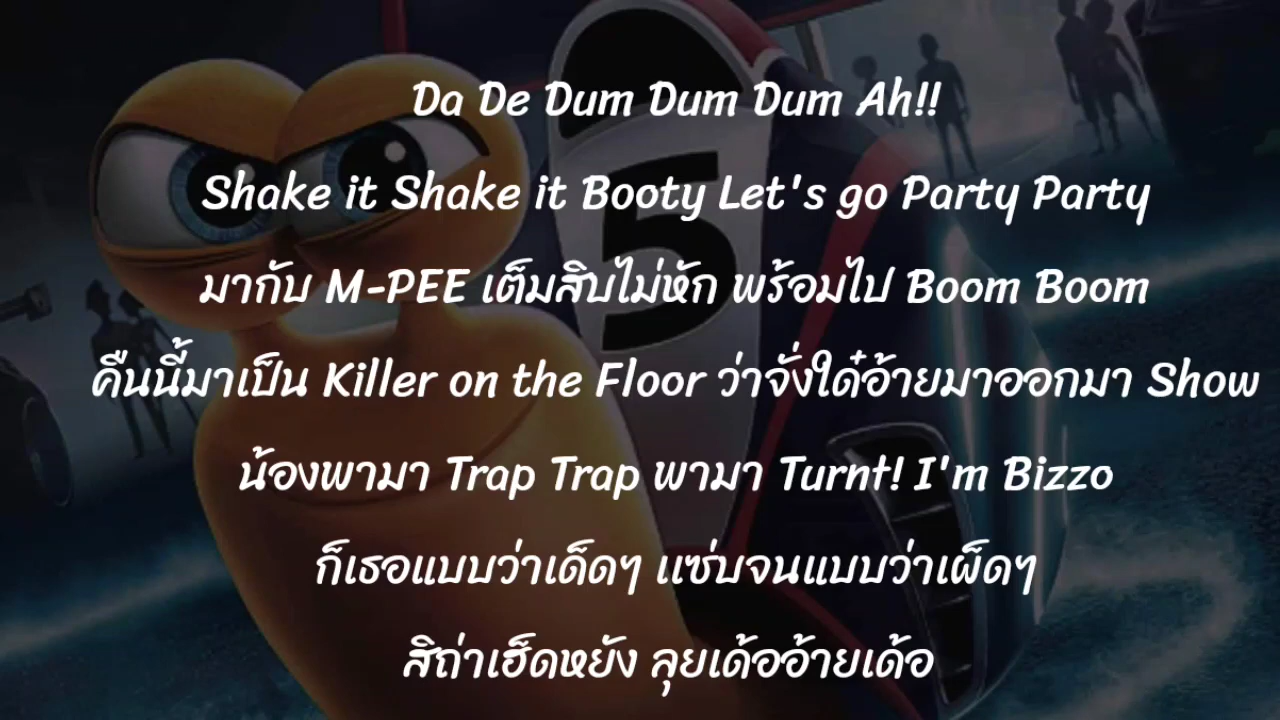 Da De Dum Dum Dum Ah!!
Shake it Shake it Booty Let's go Party Party
มากับ M-PEE เต็มสิบไม่หัก พร้อมไป Boom Boom
คืนนี้มาเป็น Killer on the Floor ว่าจั่งใด๋อ้ายมาออกมา Show
น้องพามา Trap Trap พามา Turnt! I'm Bizzo
ก็เธอแบบว่าเด็ดๆ แซ่บจนแบบว่าเผ็ดๆ
สิถ่าเฮ็ดหยัง ลุยเด้ออ้ายเด้อ
5